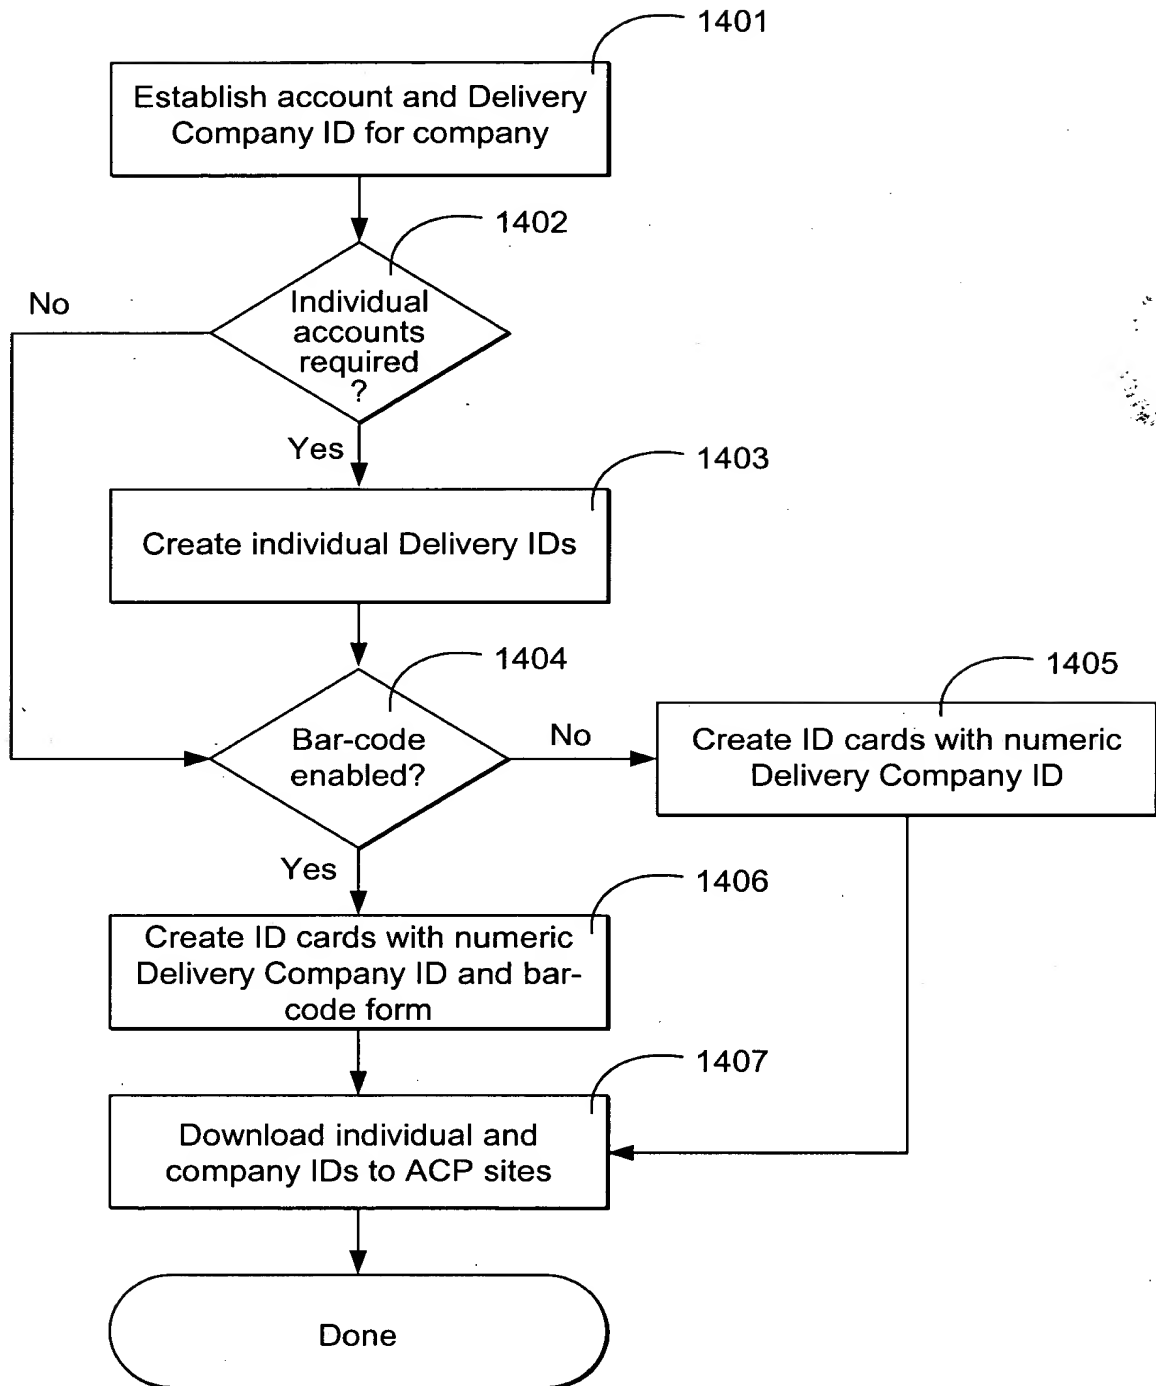 1401
Establish account and Delivery
Company ID for company
1402
No
Individual
accounts
required
?
Yes
1403
Create individual Delivery IDs
1404
1405
Bar-code
enabled?
No
Create ID cards with numeric
Delivery Company ID
Yes
1406
Create ID cards with numeric
Delivery Company ID and bar-
code form
1407
Download individual and
company IDs to ACP sites
Done